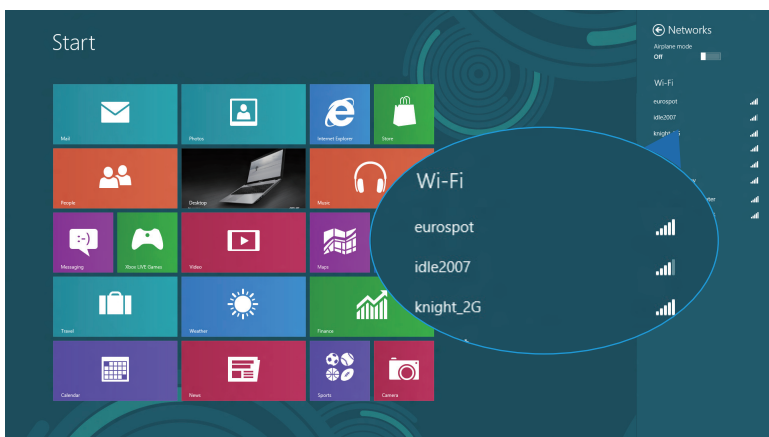 Start
Mail
Photos
Internet Explorer
Store
People
Desktop
Music
Messaging
Xbox LIVE Games
Video
Maps
Travel
Weather
Finance
Calendar
News
Sports
Camera
Networks
Airplane mode
Off
Wi-Fi
eurospot
idle2007
knight_2G
Wi-Fi
eurospot
idle2007
knight_2G